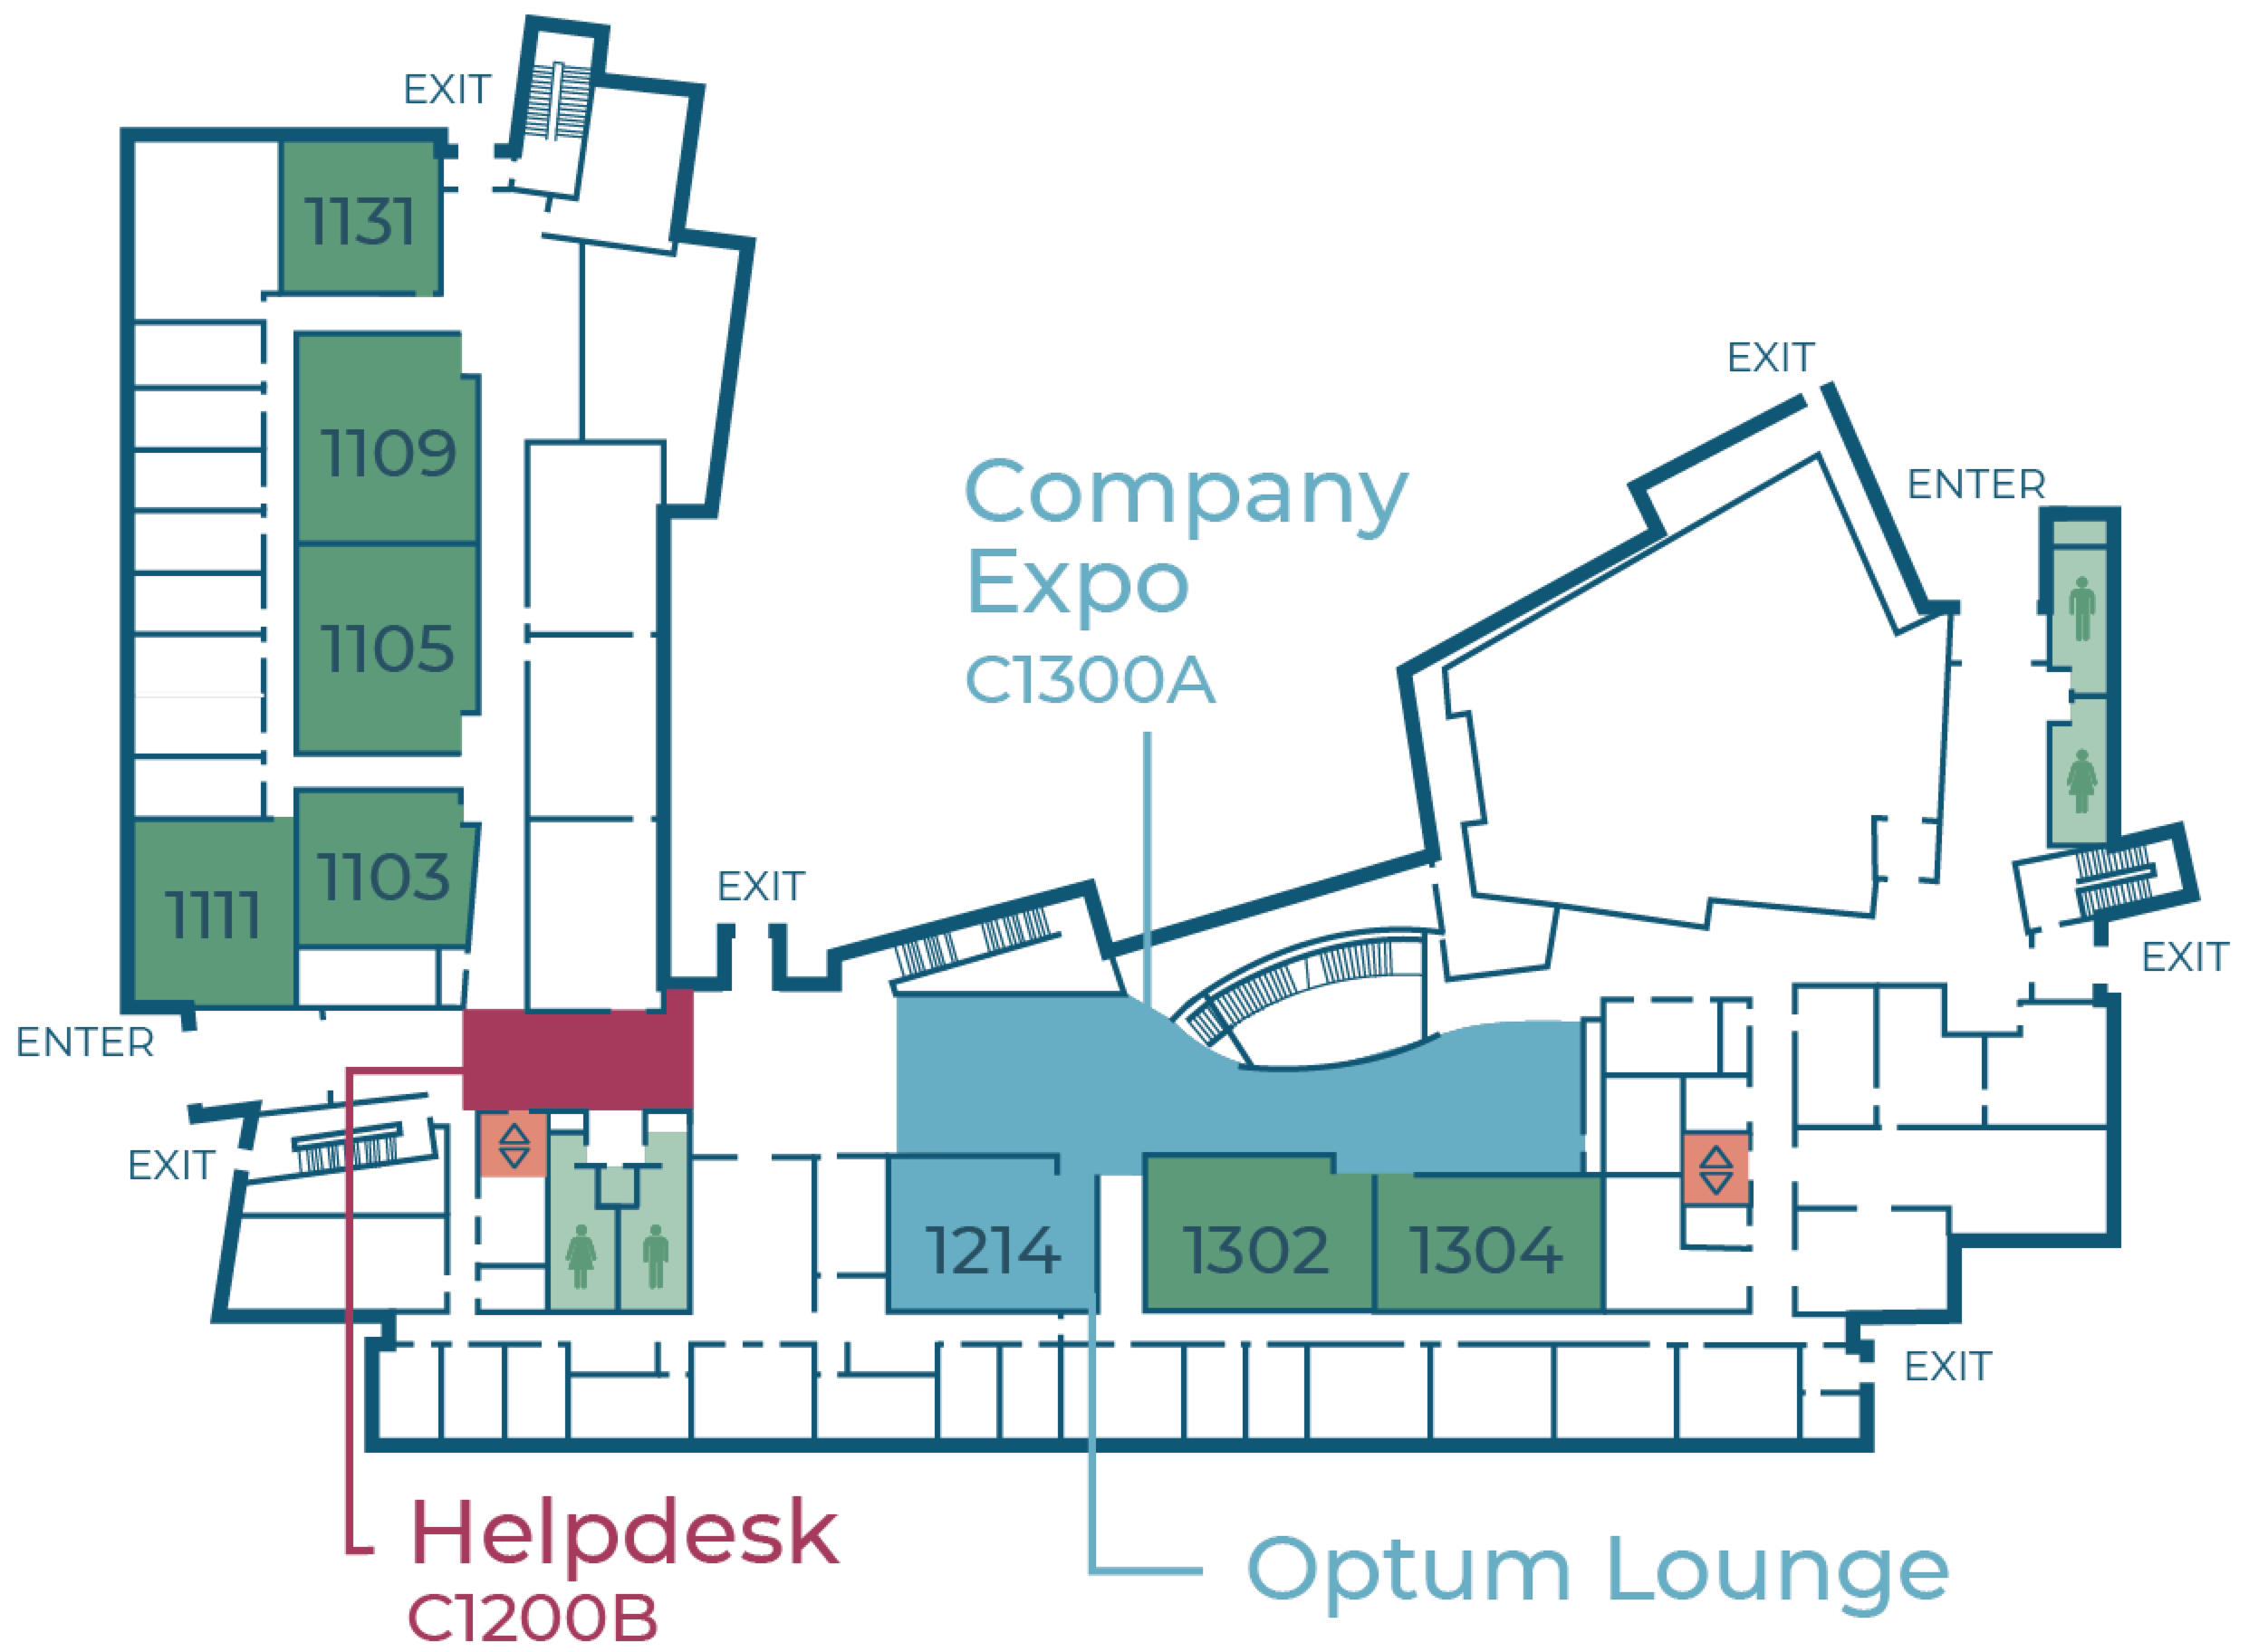 EXIT
1131
EXIT
1109
Company
Expo
C1300A
ENTER
1105
1103
1111
EXIT
EXIT
ENTER
EXIT
1214
1302
1304
EXIT
Helpdesk
C1200B
Optum Lounge